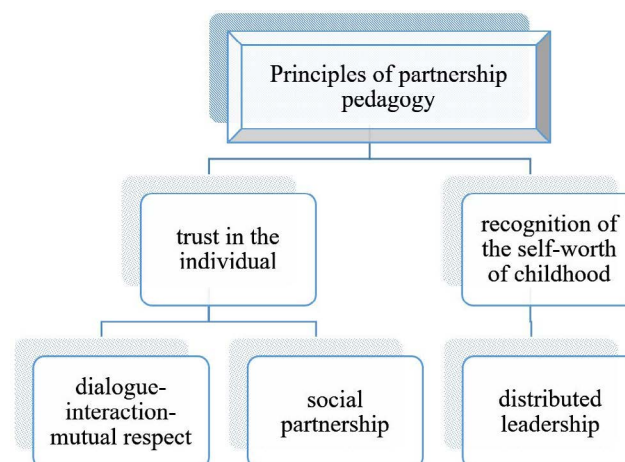 Principles of partnership
pedagogy
trust in the
individual
recognition of
the self-worth
of childhood
dialogue-
interaction-
mutual respect
social
partnership
distributed
leadership